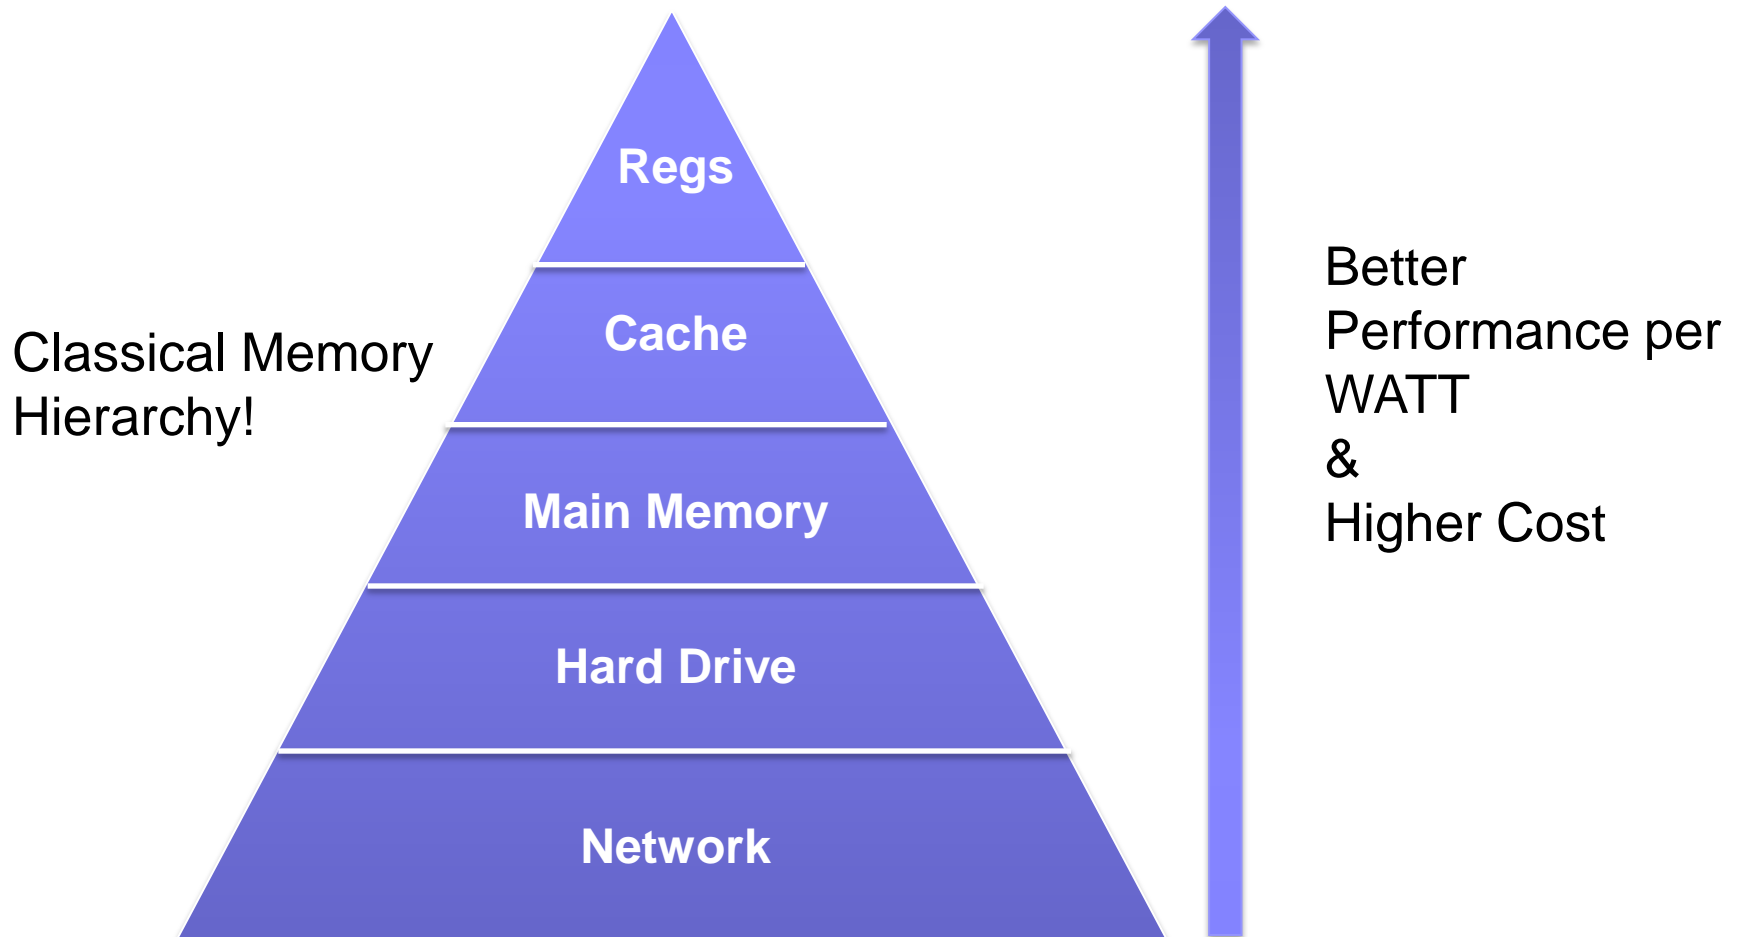 Classical Memory
Hierarchy!
Regs
Cache
Main Memory
Hard Drive
Network
Better
Performance per
WATT
&
Higher Cost